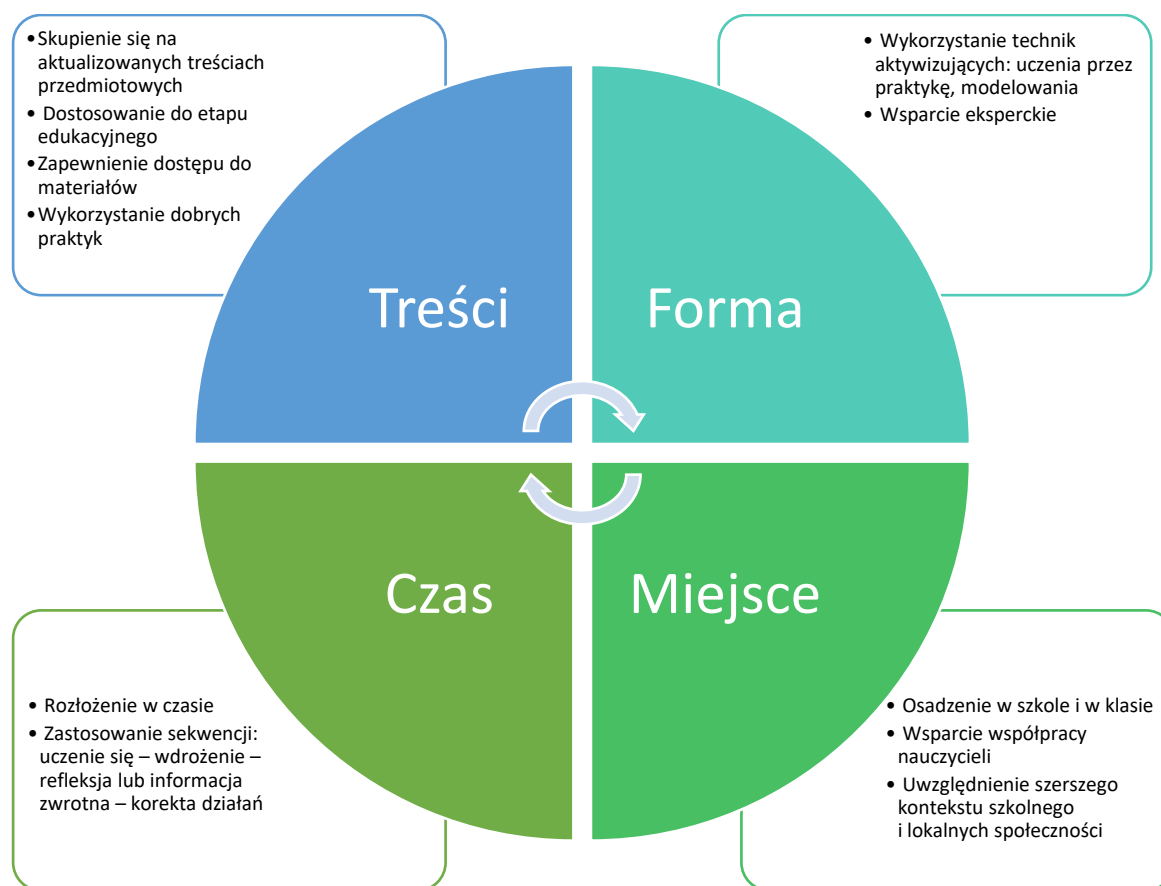 •Skupienie się na
aktualizowanych treściach
przedmiotowych
• Dostosowanie do etapu
edukacyjnego
•Zapewnienie dostępu do
materiałów
•Wykorzystanie dobrych
praktyk
• Wykorzystanie technik
aktywizujących: uczenia przez
praktykę, modelowania
• Wsparcie eksperckie
Treści
Forma
Czas
Miejsce
• Rozłożenie w czasie
• Zastosowanie sekwencji:
uczenie się – wdrożenie –
refleksja lub informacja
zwrotna – korekta działań
• Osadzenie w szkole i w klasie
• Wsparcie współpracy
nauczycieli
• Uwzględnienie szerszego
kontekstu szkolnego
i lokalnych społeczności